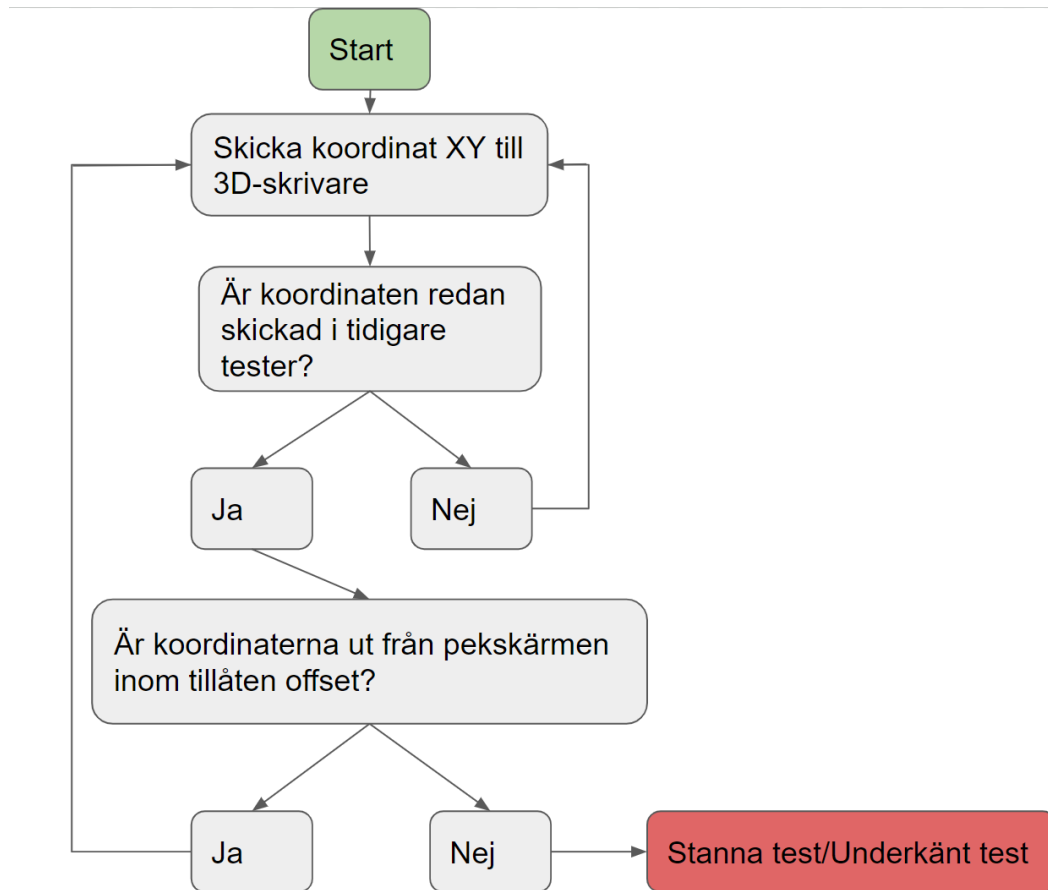 Start
Skicka koordinat XY till
3D-skrivare
Är koordinaten redan
skickad i tidigare
tester?
Ja
Nej
Är koordinaterna ut från pekskärmen
inom tillåten offset?
Ja
Nej
Stanna test/Underkänt test